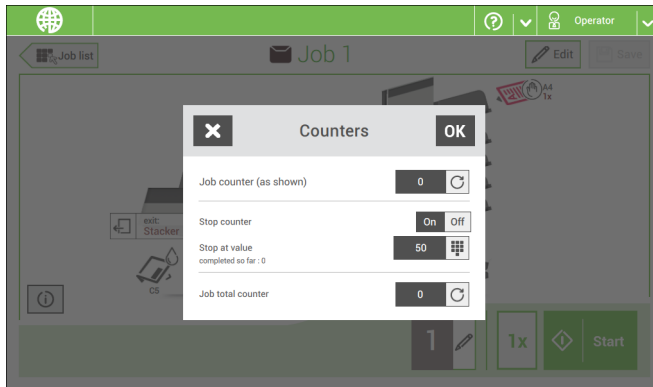 Operator
Job list
Job 1
Edit
Save
A4
1x
Counters
OK
Job counter (as shown)
0
Stop counter
On Off
Stop at value
50
completed so far : 0
Job total counter
0
exit:
Stacker
C5
1
1x
Start